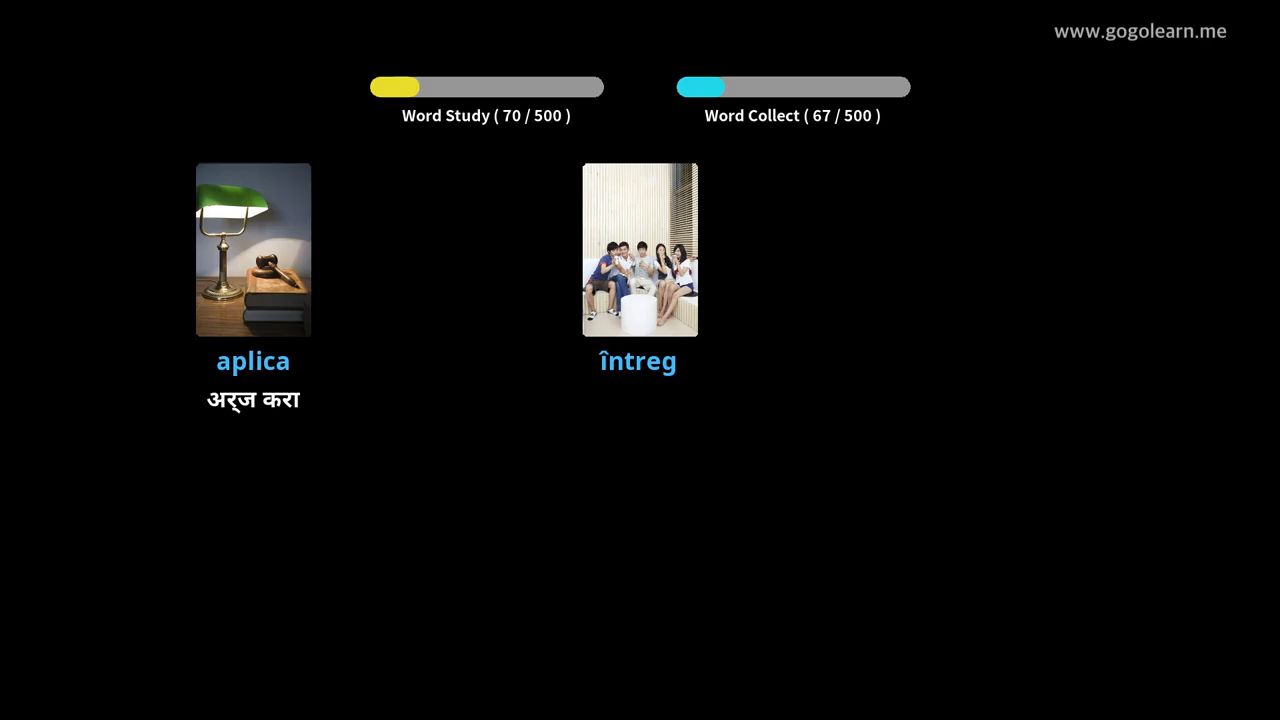 www.gogolearn.me
Word Study ( 70 / 500 )
Word Collect ( 67 / 500 )
aplica
întreg
अर्ज करा